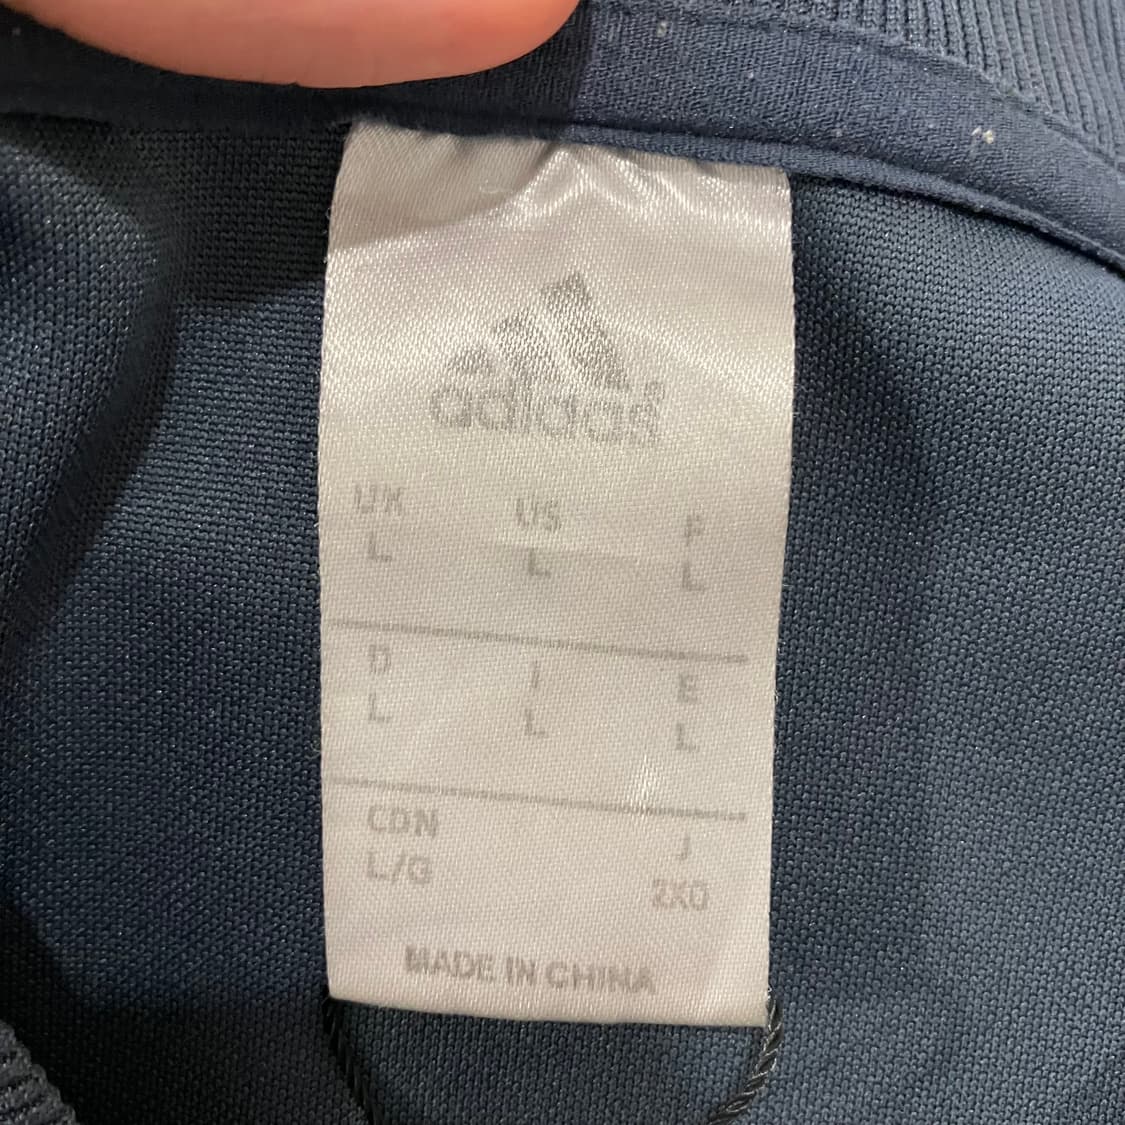 adidas®
UK US F
L L L
D I E
L L L
CDN J
L/G 2XO
MADE IN CHINA